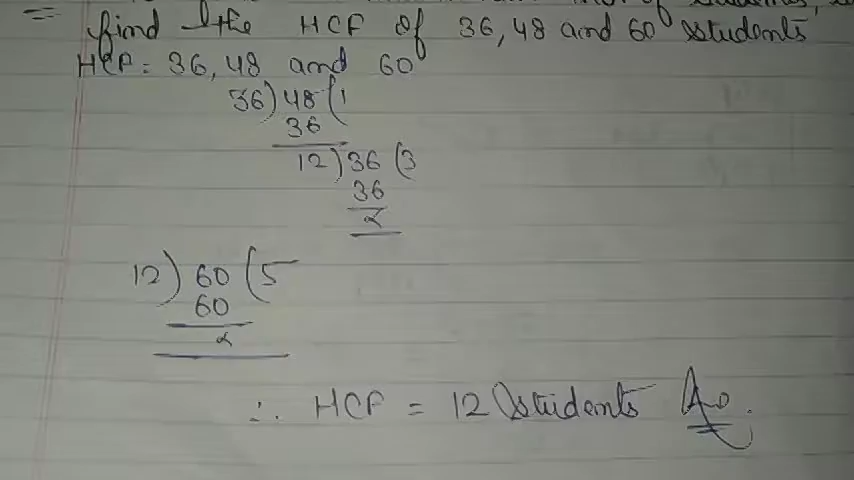 find the HCF of 36, 48 and 60 students
HCF = 36, 48 and 60
36) 48 (1
36
12) 36 (3
36
x
12) 60 (5
60
x
∴ HCF = 12 students